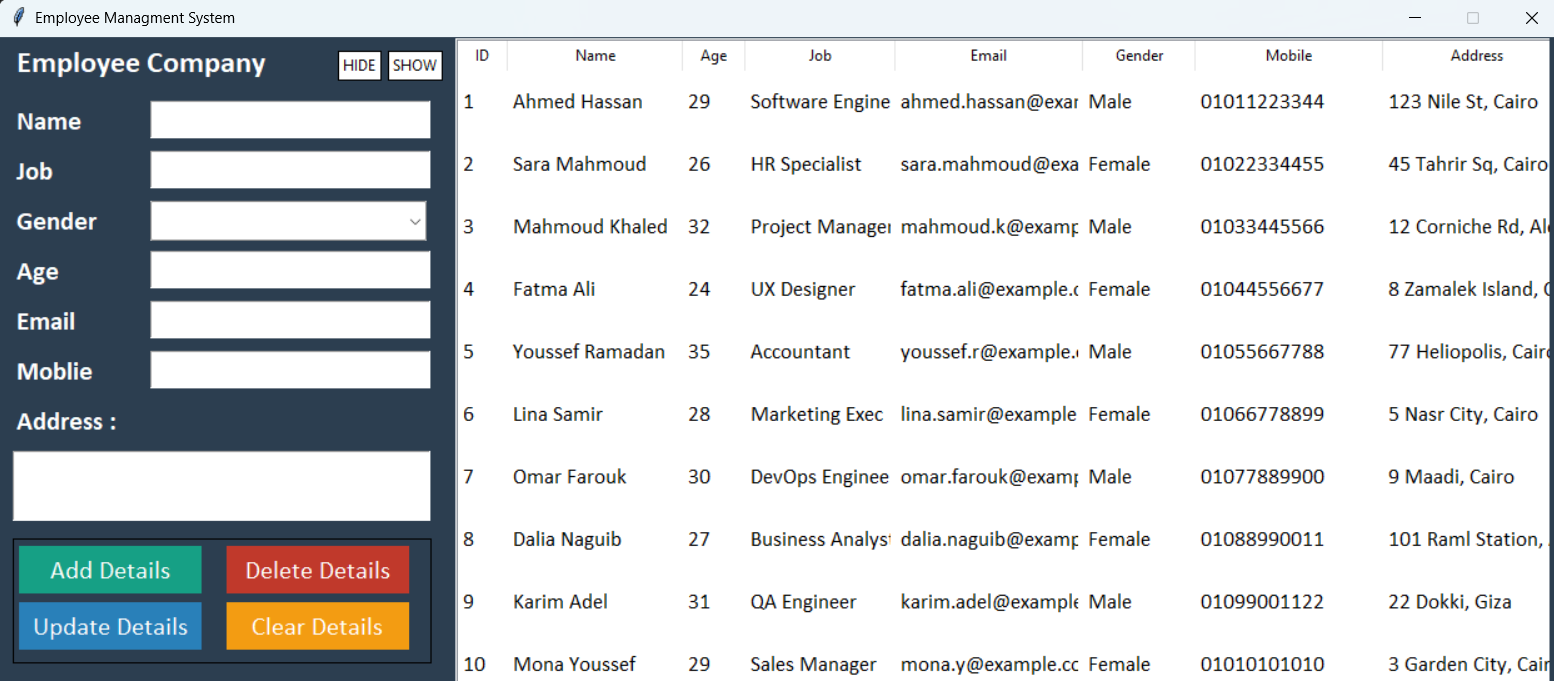 Employee Managment System
Employee Company HIDE SHOW
Name
Job
Gender
Age
Email
Moblie
Address :
Add Details Delete Details
Update Details Clear Details
ID Name Age Job Email Gender Mobile Address
1 Ahmed Hassan 29 Software Engine ahmed.hassan@exar Male 01011223344 123 Nile St, Cairo
2 Sara Mahmoud 26 HR Specialist sara.mahmoud@exa Female 01022334455 45 Tahrir Sq, Cairo
3 Mahmoud Khaled 32 Project Manager mahmoud.k@examp Male 01033445566 12 Corniche Rd, Al
4 Fatma Ali 24 UX Designer fatma.ali@example.c Female 01044556677 8 Zamalek Island, C
5 Youssef Ramadan 35 Accountant youssef.r@example. Male 01055667788 77 Heliopolis, Cairo
6 Lina Samir 28 Marketing Exec lina.samir@example Female 01066778899 5 Nasr City, Cairo
7 Omar Farouk 30 DevOps Enginee omar.farouk@examp Male 01077889900 9 Maadi, Cairo
8 Dalia Naguib 27 Business Analyst dalia.naguib@examp Female 01088990011 101 Raml Station,
9 Karim Adel 31 QA Engineer karim.adel@example Male 01099001122 22 Dokki, Giza
10 Mona Youssef 29 Sales Manager mona.y@example.cc Female 01010101010 3 Garden City, Cair